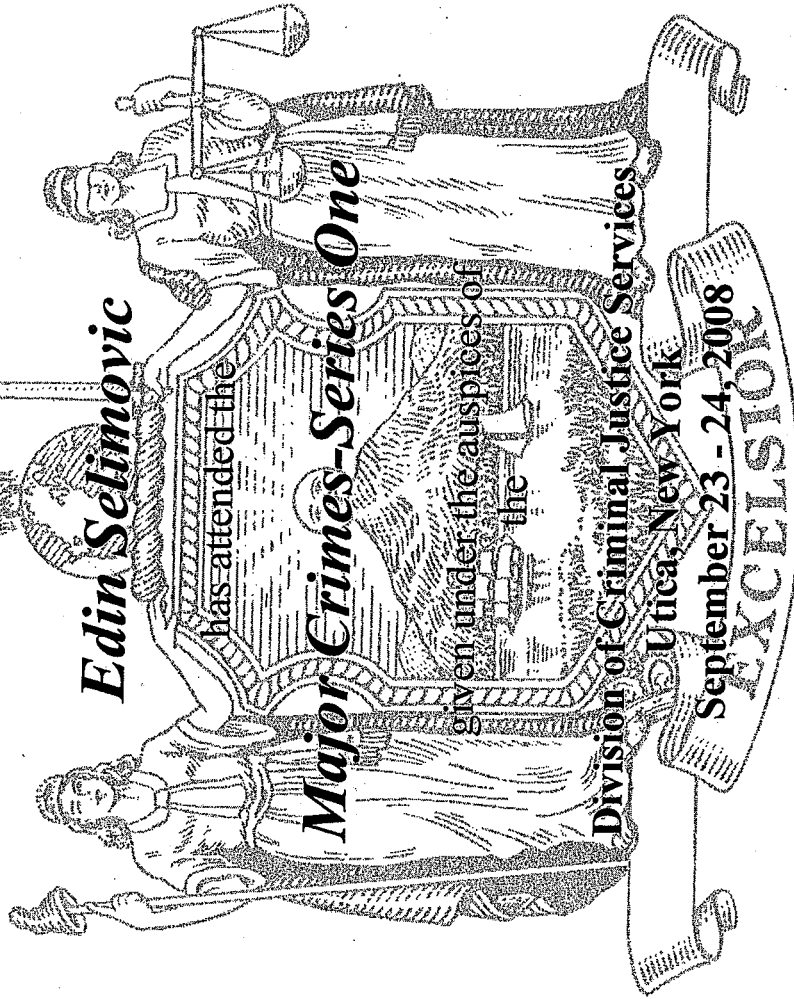 Edin Selimovic
has attended the
Major Crimes-Series One
given under the auspices of
the
Division of Criminal Justice Services
Utica, New York
September 23 - 24, 2008
EXCELSIOR